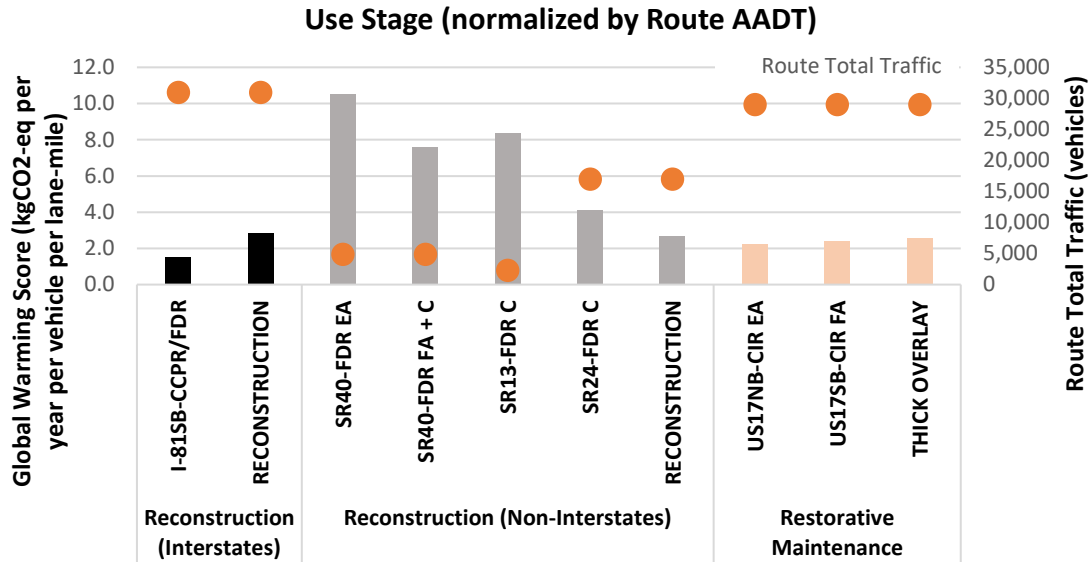 Use Stage (normalized by Route AADT)
Global Warming Score (kgCO2-eq per
year per vehicle per lane-mile)
12.0
10.0
8.0
6.0
4.0
2.0
0.0
Route Total Traffic
35,000
30,000
25,000
20,000
15,000
10,000
5,000
0
Route Total Traffic (vehicles)
I-81SB-CCPR/FDR
RECONSTRUCTION
SR40-FDR EA
SR40-FDR FA + C
SR13-FDR C
SR24-FDR C
RECONSTRUCTION
US17NB-CIR EA
US17SB-CIR FA
THICK OVERLAY
Reconstruction
(Interstates)
Reconstruction (Non-Interstates)
Restorative
Maintenance